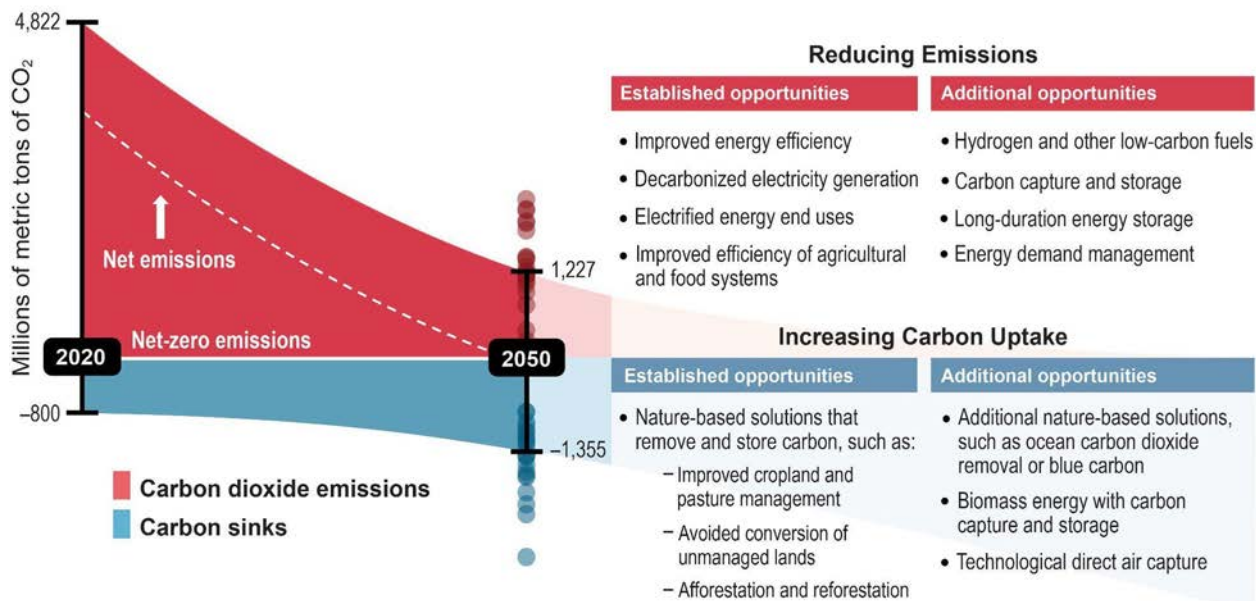 4,822
Millions of metric tons of CO₂
Net emissions
Net-zero emissions
2020
2050
1,227
–800
–1,355
Carbon dioxide emissions
Carbon sinks
Reducing Emissions
Established opportunities
• Improved energy efficiency
• Decarbonized electricity generation
• Electrified energy end uses
• Improved efficiency of agricultural
and food systems
Additional opportunities
• Hydrogen and other low-carbon fuels
• Carbon capture and storage
• Long-duration energy storage
• Energy demand management
Increasing Carbon Uptake
Established opportunities
• Nature-based solutions that
remove and store carbon, such as:
– Improved cropland and
pasture management
– Avoided conversion of
unmanaged lands
– Afforestation and reforestation
Additional opportunities
• Additional nature-based solutions,
such as ocean carbon dioxide
removal or blue carbon
• Biomass energy with carbon
capture and storage
• Technological direct air capture